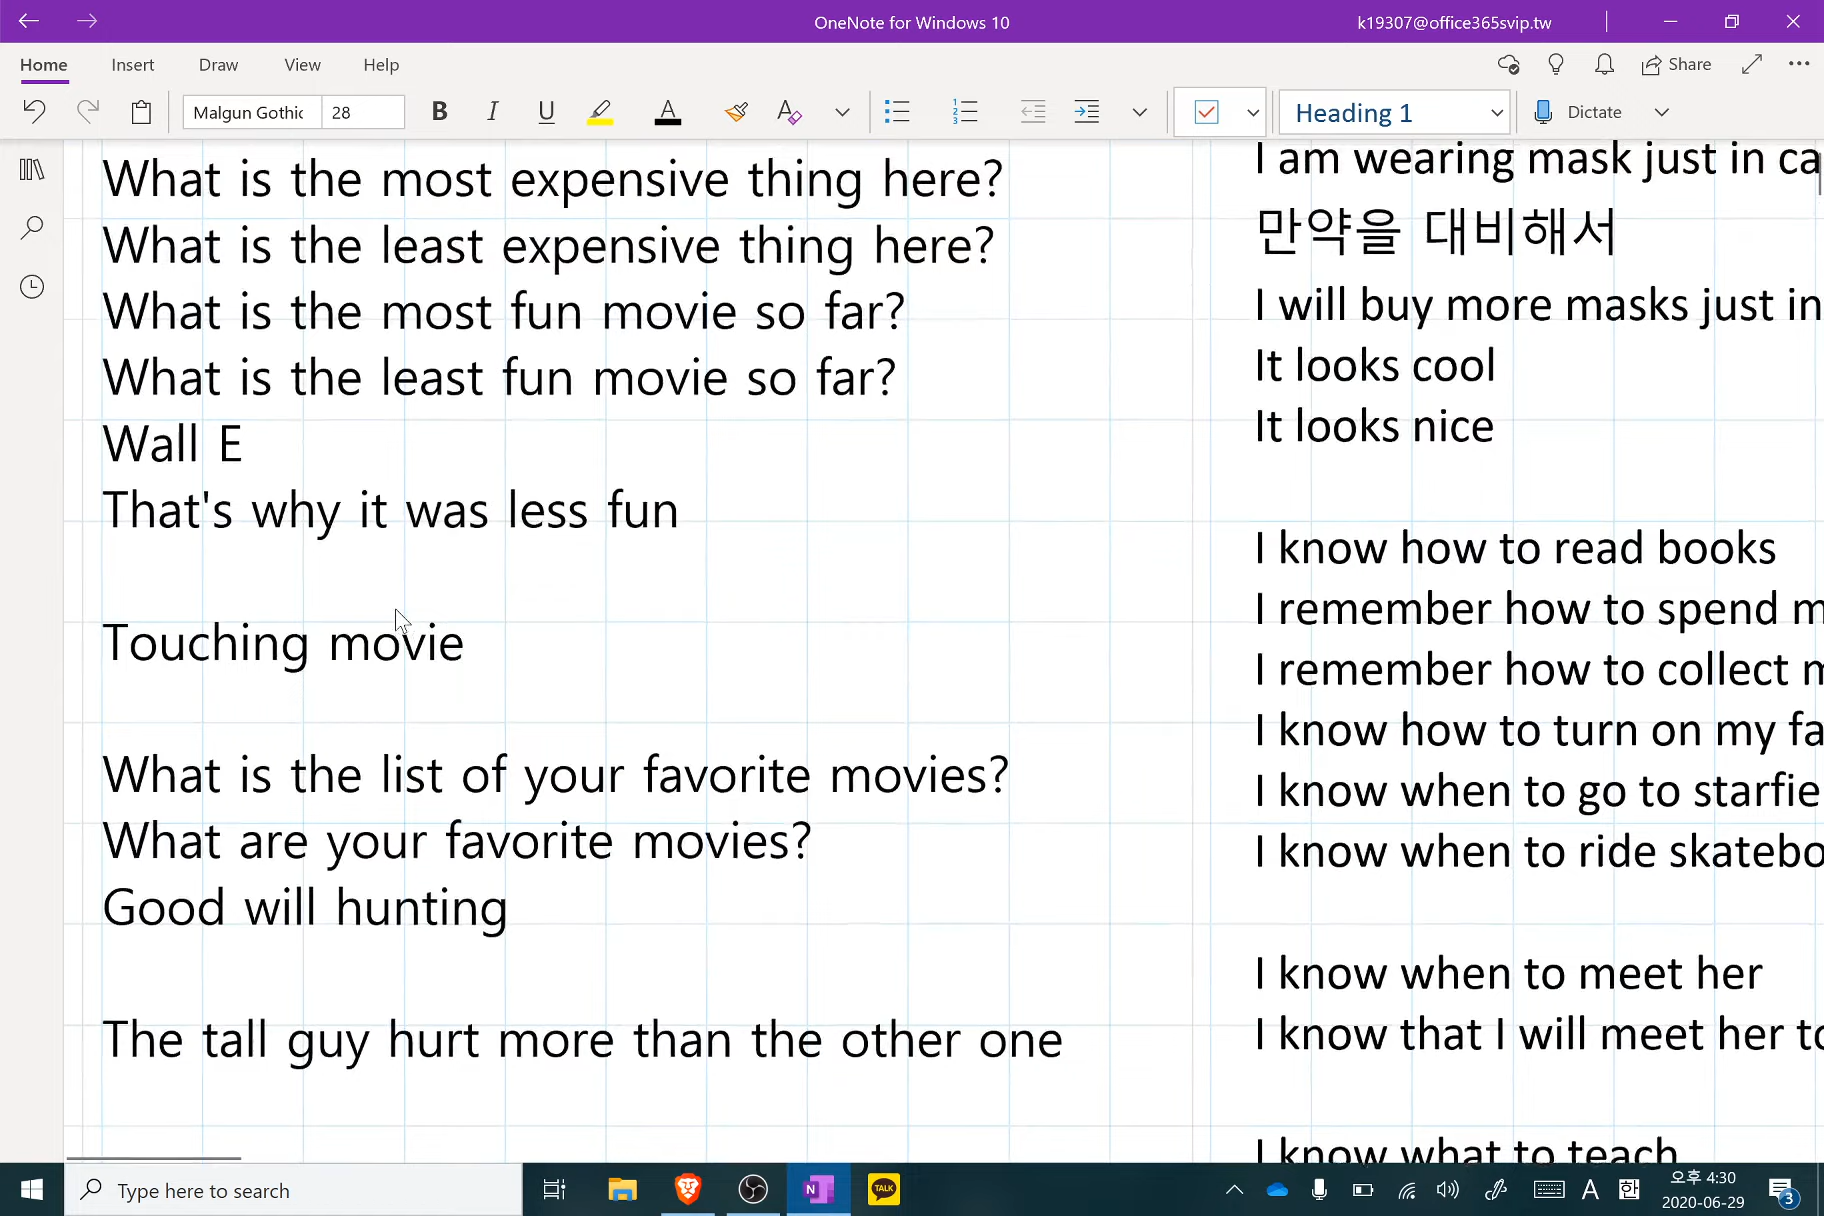 OneNote for Windows 10
k19307@office365svip.tw
Home
Insert
Draw
View
Help
Share
Malgun Gothic
28
B
I
U
A
A
Heading 1
Dictate
What is the most expensive thing here?
What is the least expensive thing here?
What is the most fun movie so far?
What is the least fun movie so far?
Wall E
That's why it was less fun
Touching movie
What is the list of your favorite movies?
What are your favorite movies?
Good will hunting
The tall guy hurt more than the other one
I am wearing mask just in ca
만약을 대비해서
I will buy more masks just in
It looks cool
It looks nice
I know how to read books
I remember how to spend m
I remember how to collect m
I know how to turn on my fa
I know when to go to starfie
I know when to ride skatebo
I know when to meet her
I know that I will meet her to
I know what to teach
Type here to search
N
TALK
A
한
오후 4:30
2020-06-29
3